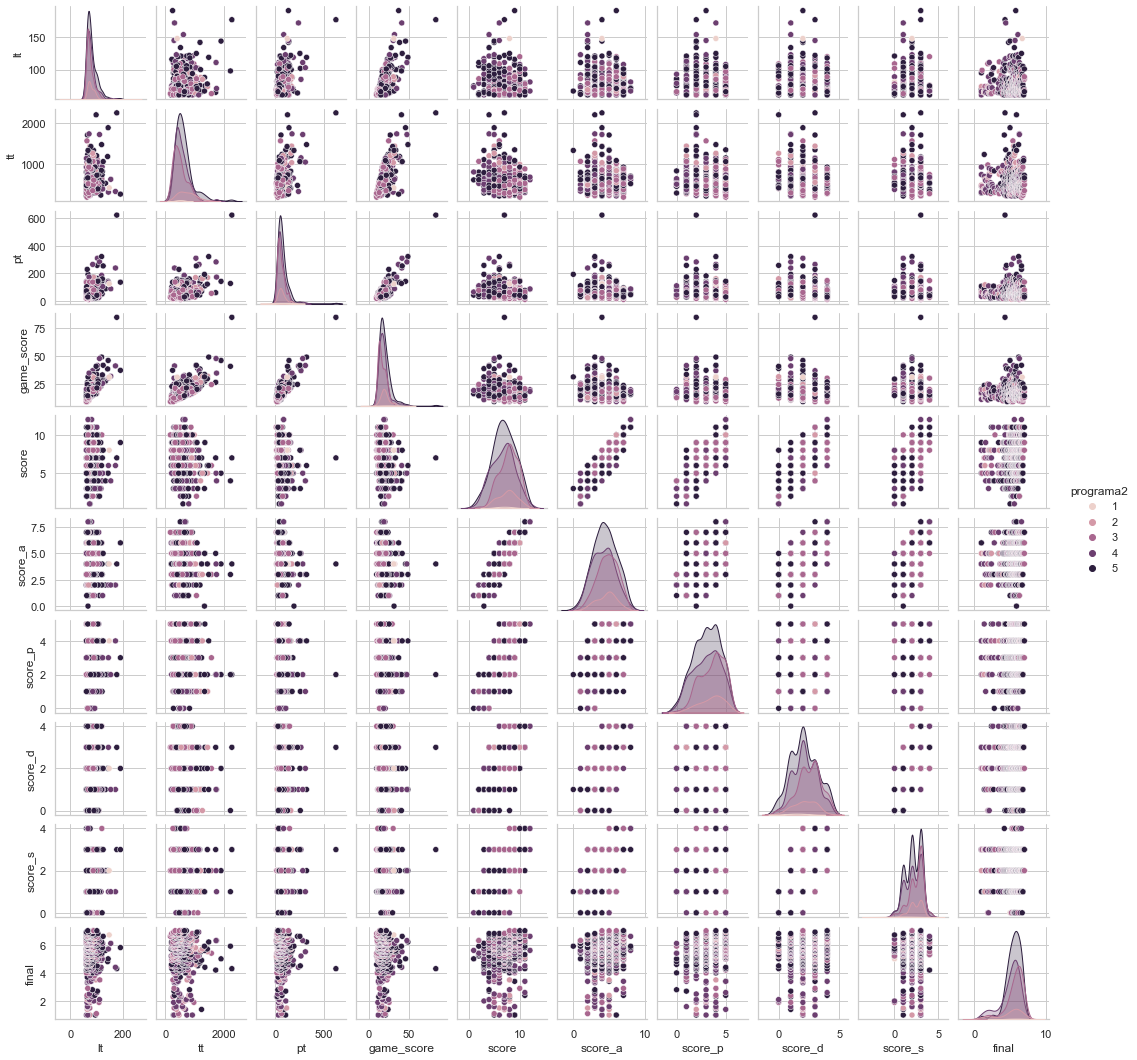 lt
150
100
tt
2000
1000
pt
600
400
200
0
game_score
75
50
25
score
10
5
score_a
7.5
5.0
2.5
0.0
score_p
4
2
0
score_d
4
2
0
score_s
4
2
0
final
6
4
2
0 200 0 2000 0 500 0 50 0 10 0 10 0 5 0 5 0 5 0 10
lt tt pt game_score score score_a score_p score_d score_s final
programa2
1
2
3
4
5